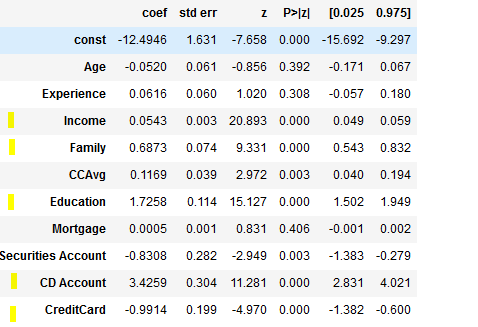 coef std err z P>|z| [0.025 0.975]
const -12.4946 1.631 -7.658 0.000 -15.692 -9.297
Age -0.0520 0.061 -0.856 0.392 -0.171 0.067
Experience 0.0616 0.060 1.020 0.308 -0.057 0.180
Income 0.0543 0.003 20.893 0.000 0.049 0.059
Family 0.6873 0.074 9.331 0.000 0.543 0.832
CCAvg 0.1169 0.039 2.972 0.003 0.040 0.194
Education 1.7258 0.114 15.127 0.000 1.502 1.949
Mortgage 0.0005 0.001 0.831 0.406 -0.001 0.002
Securities Account -0.8308 0.282 -2.949 0.003 -1.383 -0.279
CD Account 3.4259 0.304 11.281 0.000 2.831 4.021
CreditCard -0.9914 0.199 -4.970 0.000 -1.382 -0.600